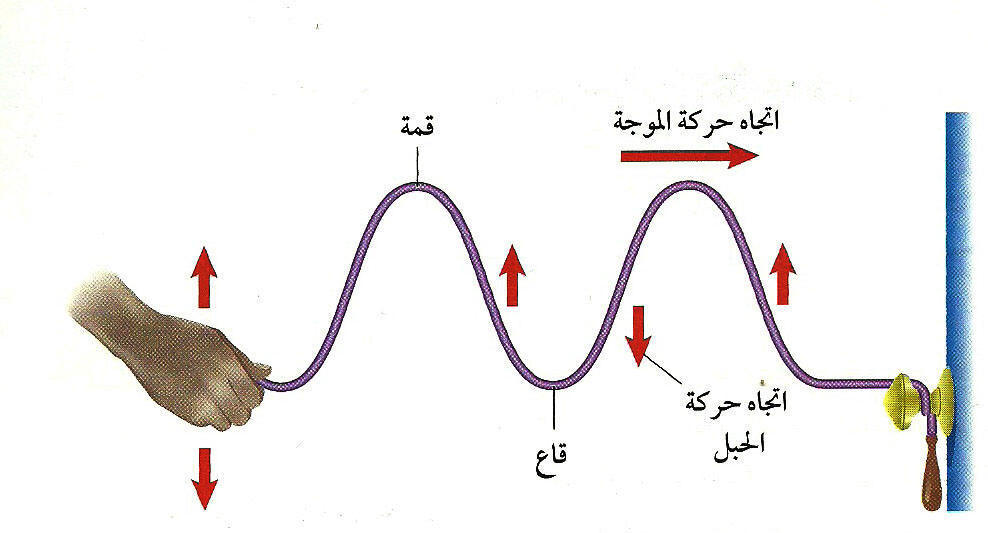 اتجاه حركة الموجة
قمة
اتجاه حركة
الحبل
قاع